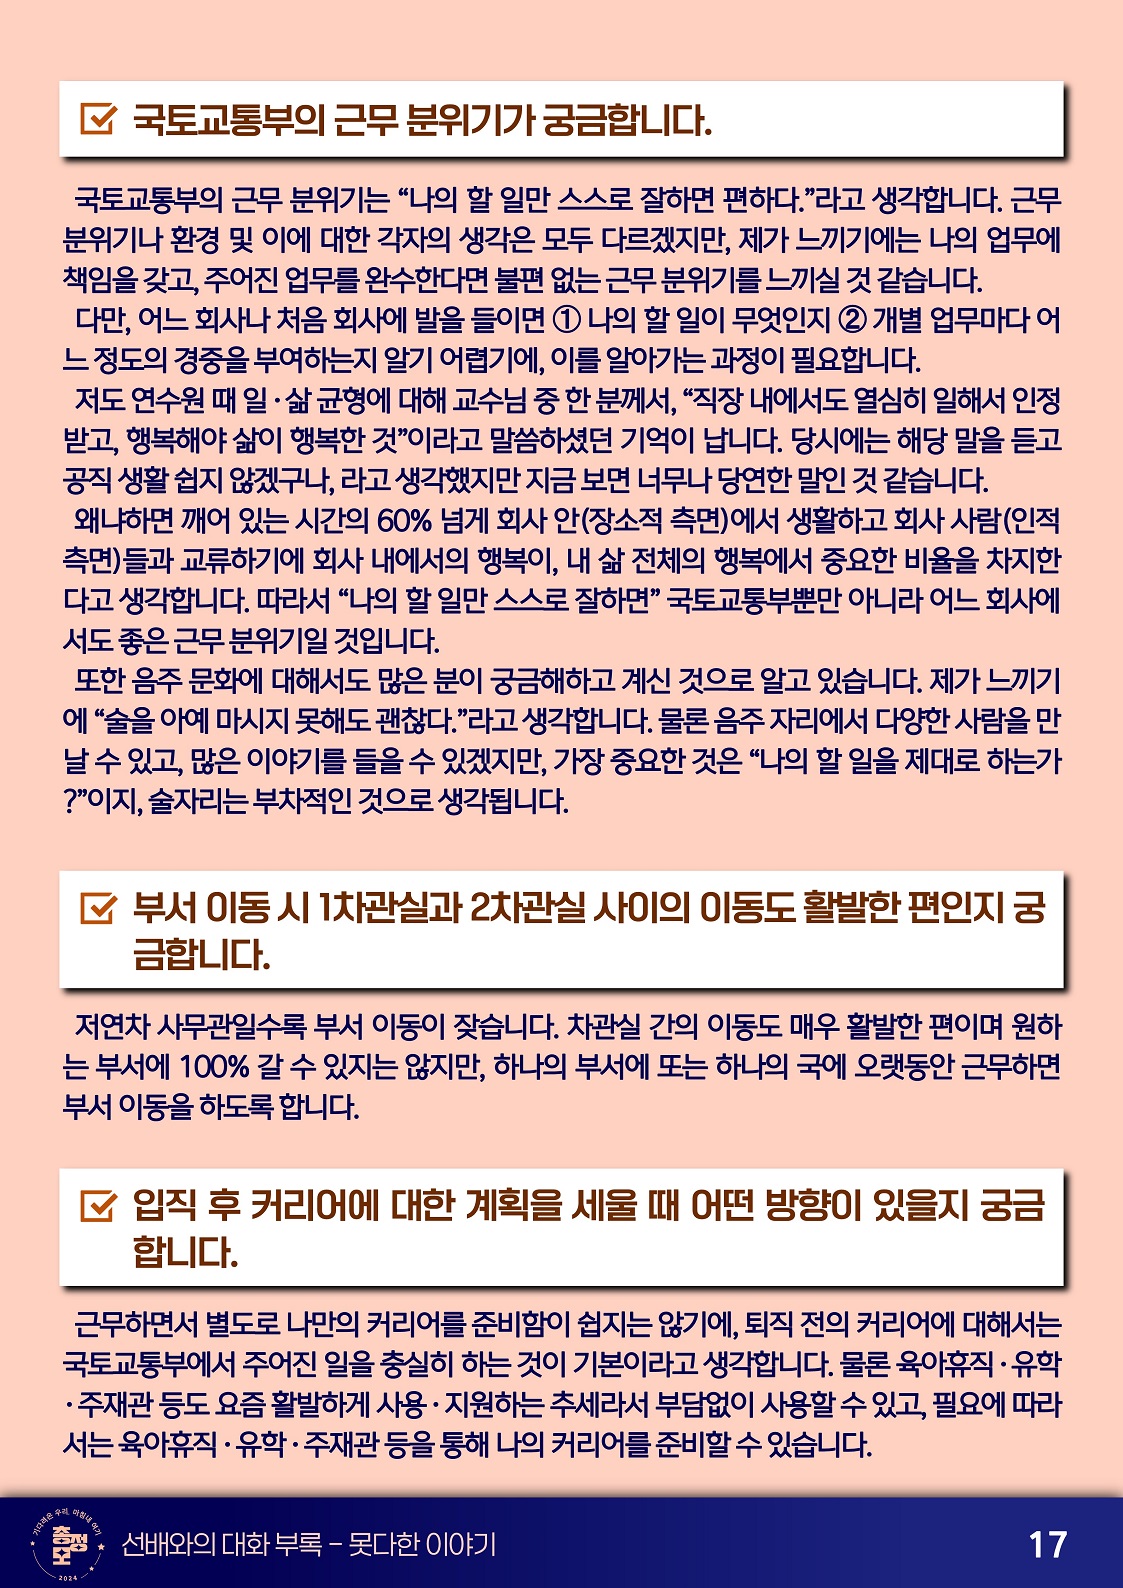 국토교통부의 근무 분위기가 궁금합니다.
국토교통부의 근무 분위기는 “나의 할 일만 스스로 잘하면 편하다.”라고 생각합니다. 근무
분위기나 환경 및 이에 대한 각자의 생각은 모두 다르겠지만, 제가 느끼기에는 나의 업무에
책임을 갖고, 주어진 업무를 완수한다면 불편 없는 근무 분위기를 느끼실 것 같습니다.
다만, 어느 회사나 처음 회사에 발을 들이면 ① 나의 할 일이 무엇인지 ② 개별 업무마다 어
느 정도의 경중을 부여하는지 알기 어렵기에, 이를 알아가는 과정이 필요합니다.
저도 연수원 때 일·삶 균형에 대해 교수님 중 한 분께서, “직장 내에서도 열심히 일해서 인정
받고, 행복해야 삶이 행복한 것”이라고 말씀하셨던 기억이 납니다. 당시에는 해당 말을 듣고
공직 생활 쉽지 않겠구나, 라고 생각했지만 지금 보면 너무나 당연한 말인 것 같습니다.
왜냐하면 깨어 있는 시간의 60% 넘게 회사 안(장소적 측면)에서 생활하고 회사 사람(인적
측면)들과 교류하기에 회사 내에서의 행복이, 내 삶 전체의 행복에서 중요한 비율을 차지한
다고 생각합니다. 따라서 “나의 할 일만 스스로 잘하면” 국토교통부뿐만 아니라 어느 회사에
서도 좋은 근무 분위기일 것입니다.
또한 음주 문화에 대해서도 많은 분이 궁금해하고 계신 것으로 알고 있습니다. 제가 느끼기
에 “술을 아예 마시지 못해도 괜찮다.”라고 생각합니다. 물론 음주 자리에서 다양한 사람을 만
날 수 있고, 많은 이야기를 들을 수 있겠지만, 가장 중요한 것은 “나의 할 일을 제대로 하는가
?”이지, 술자리는 부차적인 것으로 생각됩니다.
부서 이동 시 1차관실과 2차관실 사이의 이동도 활발한 편인지 궁
금합니다.
저연차 사무관일수록 부서 이동이 잦습니다. 차관실 간의 이동도 매우 활발한 편이며 원하
는 부서에 100% 갈 수 있지는 않지만, 하나의 부서에 또는 하나의 국에 오랫동안 근무하면
부서 이동을 하도록 합니다.
입직 후 커리어에 대한 계획을 세울 때 어떤 방향이 있을지 궁금
합니다.
근무하면서 별도로 나만의 커리어를 준비함이 쉽지는 않기에, 퇴직 전의 커리어에 대해서는
국토교통부에서 주어진 일을 충실히 하는 것이 기본이라고 생각합니다. 물론 육아휴직·유학
·주재관 등도 요즘 활발하게 사용·지원하는 추세라서 부담없이 사용할 수 있고, 필요에 따라
서는 육아휴직·유학·주재관 등을 통해 나의 커리어를 준비할 수 있습니다.
기다려온 우리, 마침내 여기
총정모
2024
선배와의 대화 부록 – 못다한 이야기
17